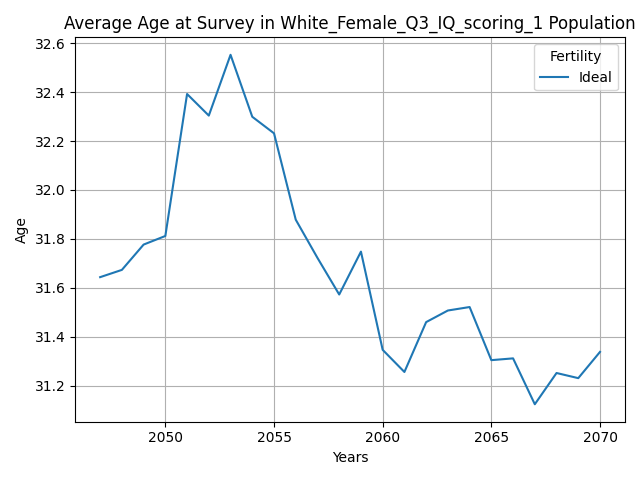 Average Age at Survey in White_Female_Q3_IQ_scoring_1 Population
32.6
32.4
32.2
32.0
31.8
31.6
31.4
31.2
Age
Fertility
Ideal
2050 2055 2060 2065 2070
Years